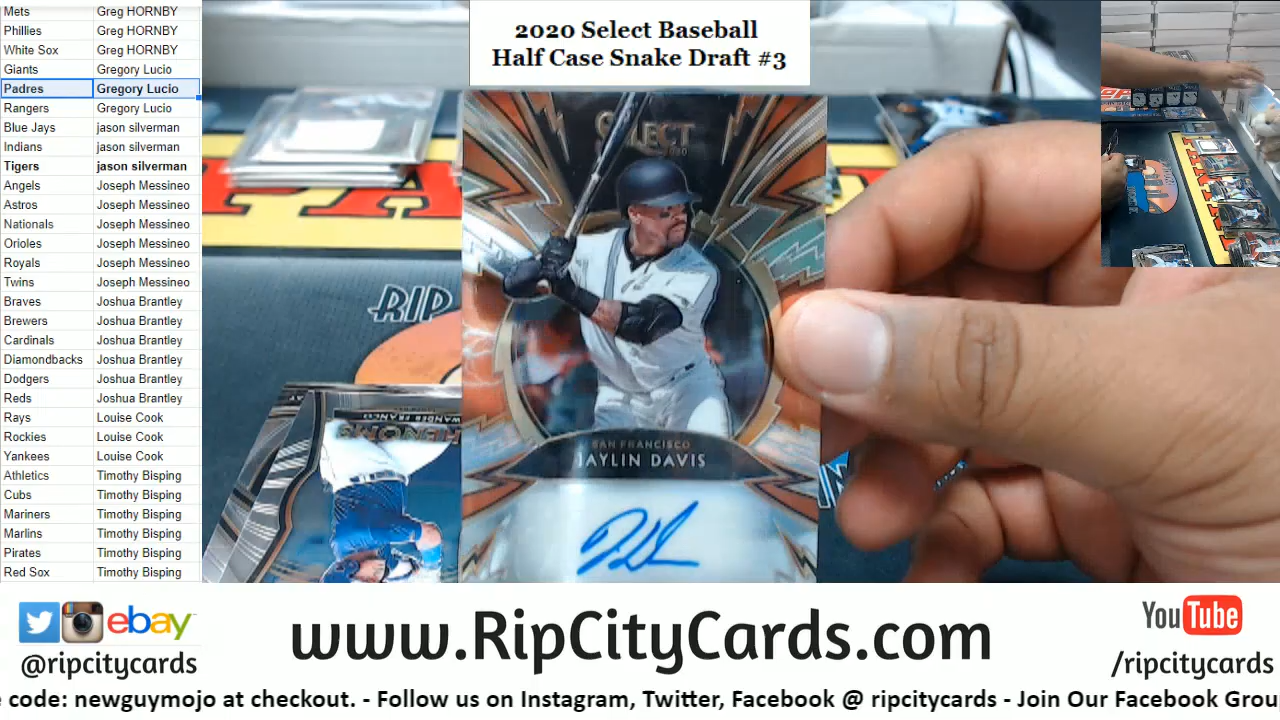 Mets Greg HORNBY
Phillies Greg HORNBY
White Sox Greg HORNBY
Giants Gregory Lucio
Padres Gregory Lucio
Rangers Gregory Lucio
Blue Jays jason silverman
Indians jason silverman
Tigers jason silverman
Angels Joseph Messineo
Astros Joseph Messineo
Nationals Joseph Messineo
Orioles Joseph Messineo
Royals Joseph Messineo
Twins Joseph Messineo
Braves Joshua Brantley
Brewers Joshua Brantley
Cardinals Joshua Brantley
Diamondbacks Joshua Brantley
Dodgers Joshua Brantley
Reds Joshua Brantley
Rays Louise Cook
Rockies Louise Cook
Yankees Louise Cook
Athletics Timothy Bisping
Cubs Timothy Bisping
Mariners Timothy Bisping
Marlins Timothy Bisping
Pirates Timothy Bisping
Red Sox Timothy Bisping
2020 Select Baseball
Half Case Snake Draft #3
SELECT
RIP
SAN FRANCISCO
JAYLIN DAVIS
WANDER FRANCO
ebay
@ripcitycards
www.RipCityCards.com
YouTube
/ripcitycards
code: newguymojo at checkout. - Follow us on Instagram, Twitter, Facebook @ ripcitycards - Join Our Facebook Grou